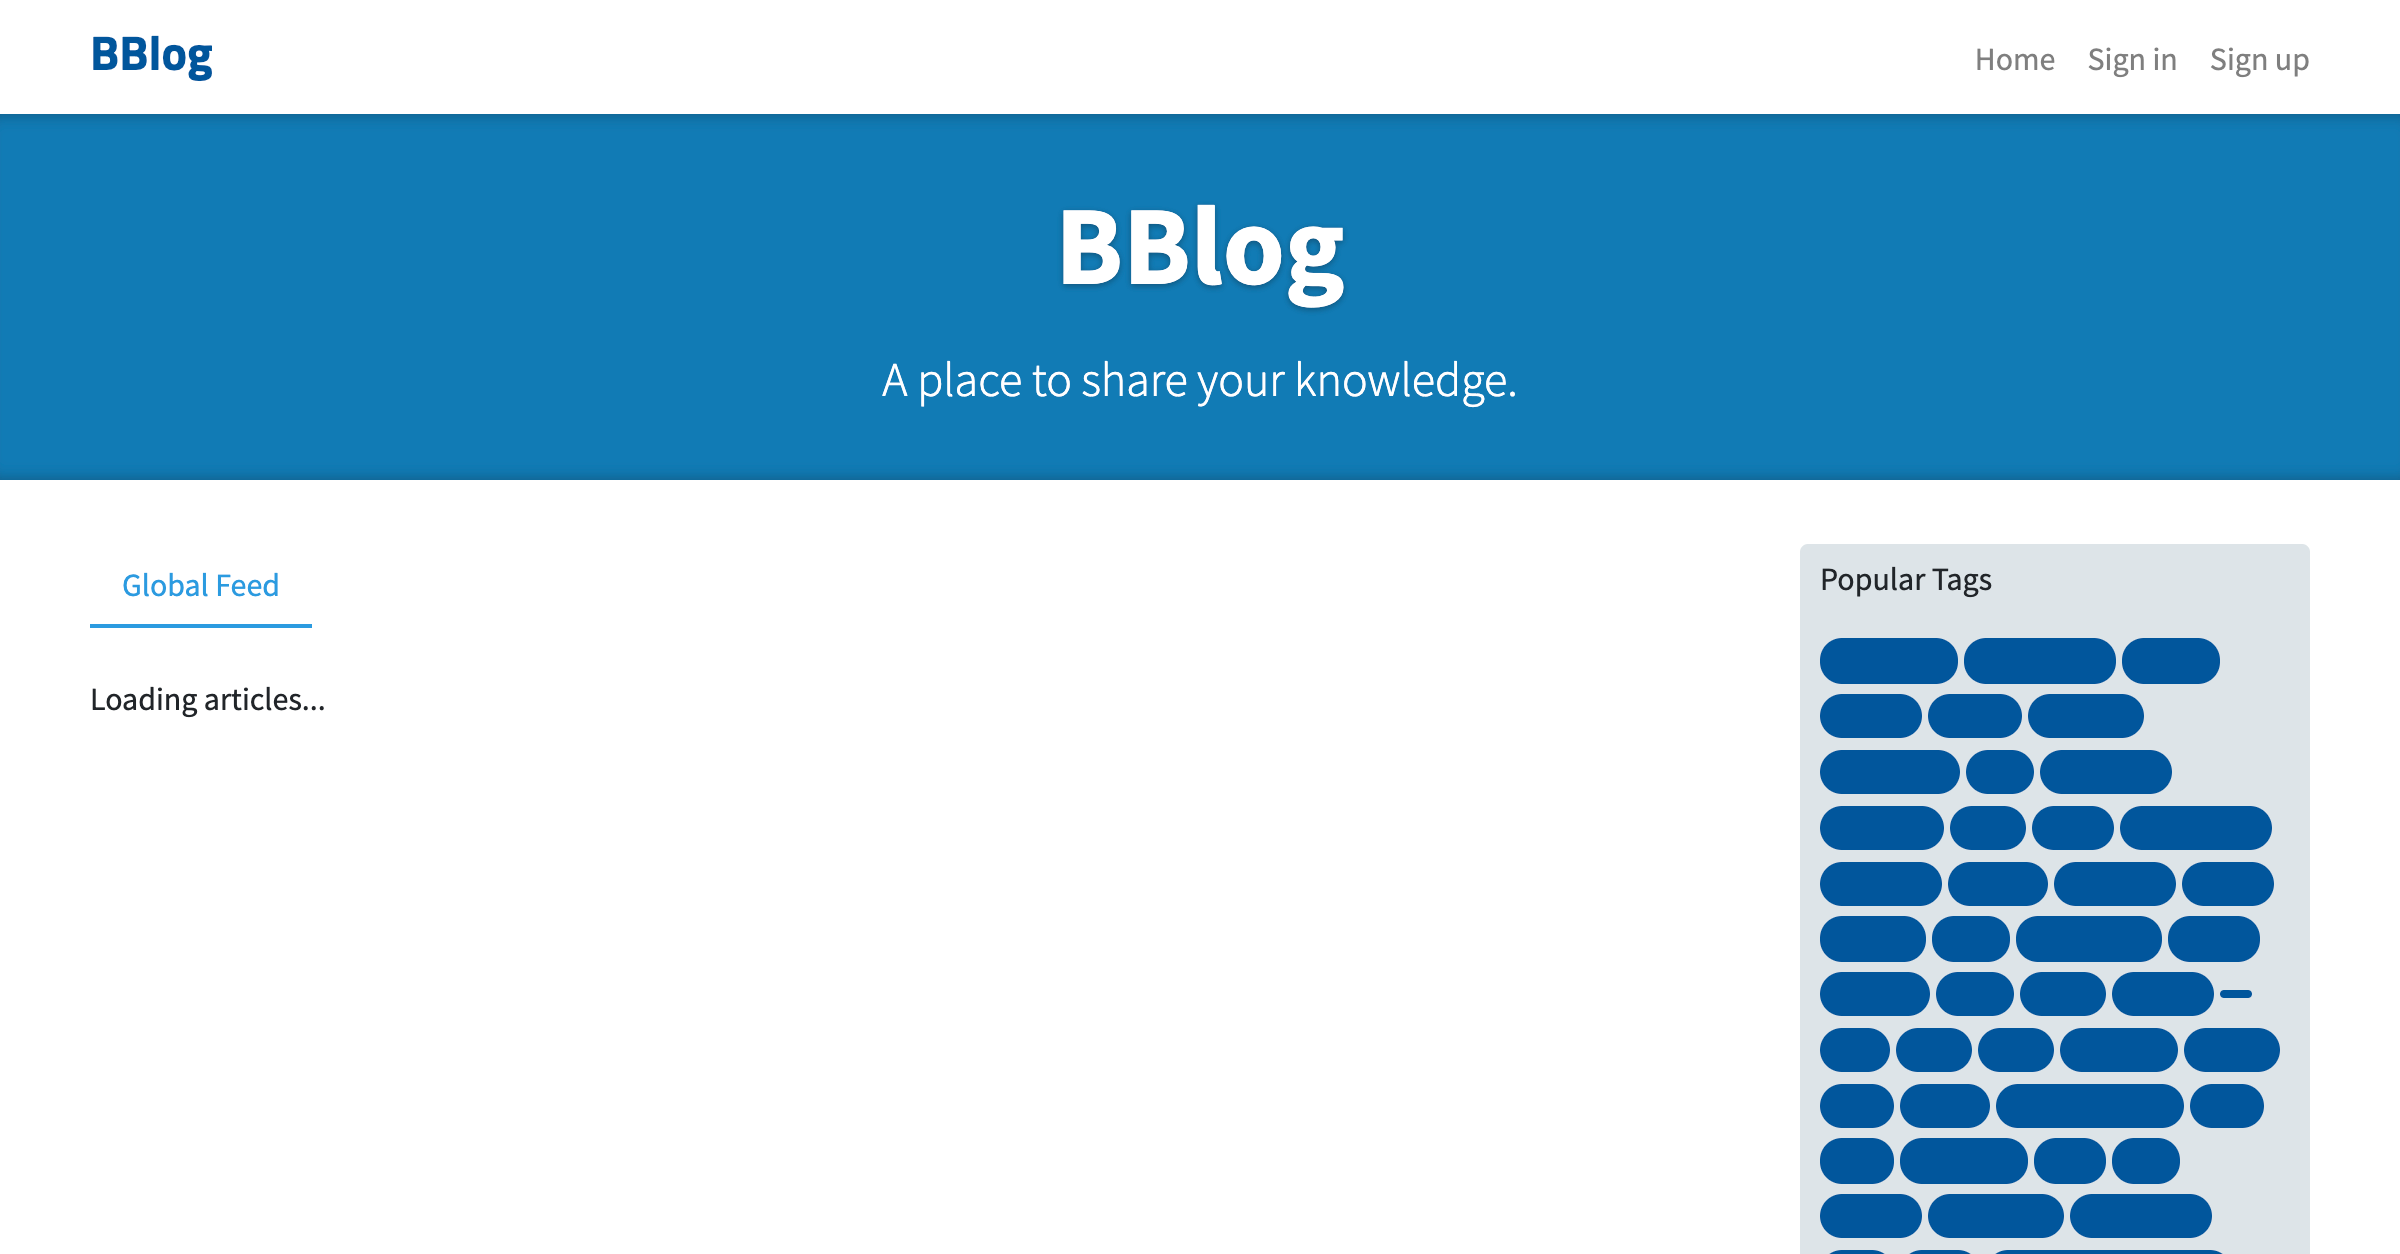 BBlog
Home Sign in Sign up
BBlog
A place to share your knowledge.
Global Feed
Loading articles...
Popular Tags